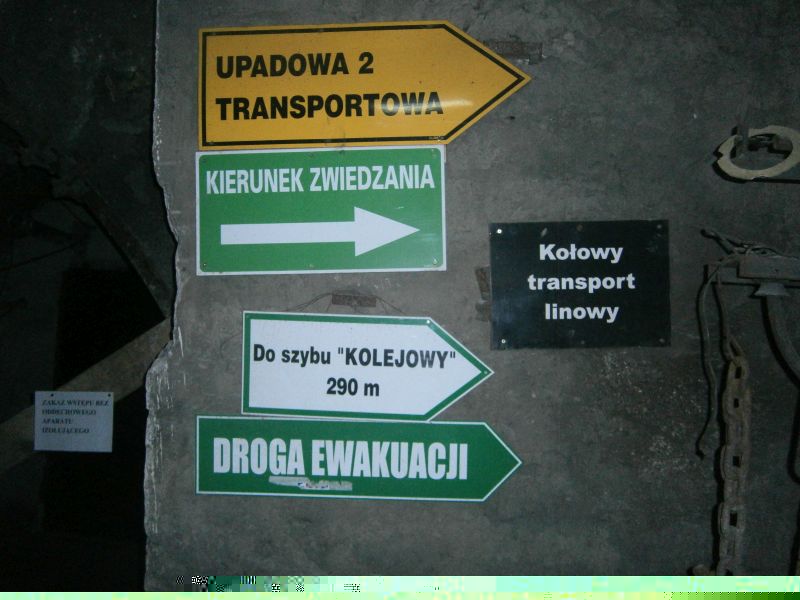 UPADOWA 2
TRANSPORTOWA
KIERUNEK ZWIEDZANIA
Kołowy
transport
linowy
Do szybu "KOLEJOWY"
290 m
ZAKAZ WSTĘPU BEZ
ODDECHOWEGO
APARATU
IZOLUJĄCEGO
DROGA EWAKUACJI